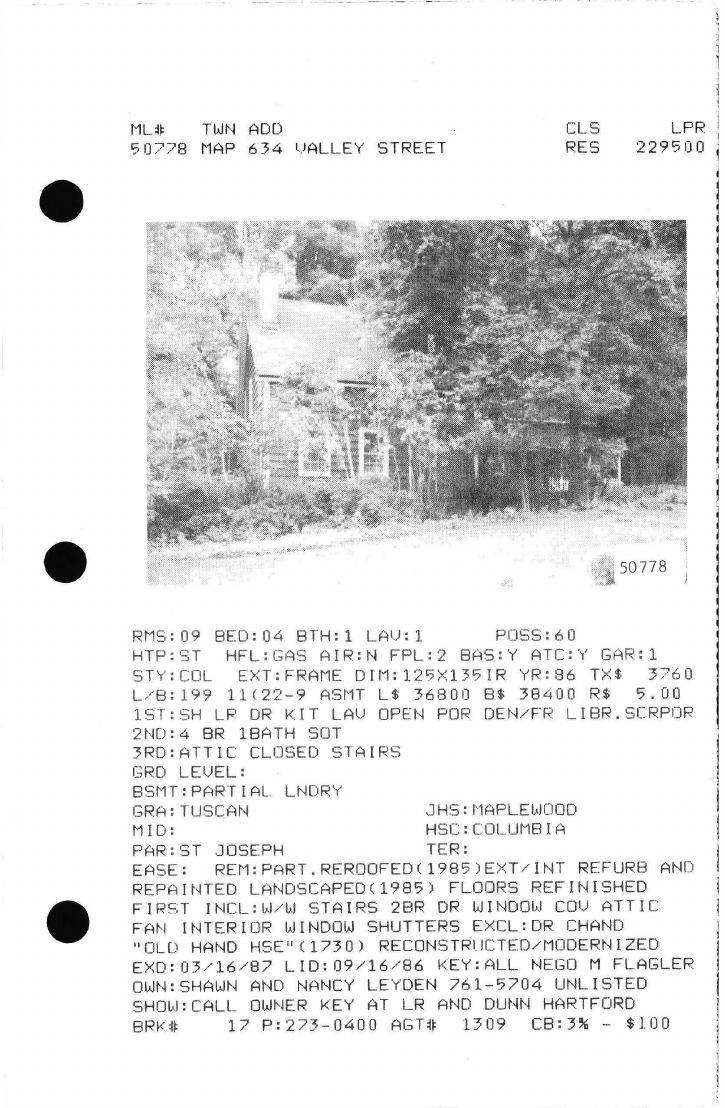 ML# TWN ADD CLS LPR
50778 MAP 634 VALLEY STREET RES 229500
50778
RMS:09 BED:04 BTH:1 LAV:1 POSS:60
HTP:ST HFL:GAS AIR:N FPL:2 BAS:Y ATC:Y GAR:1
STY:COL EXT:FRAME DIM:125X135IR YR:86 TX$ 3760
L/B:199 11(22-9 ASMT L$ 36800 B$ 38400 R$ 5.00
1ST:SH LR DR KIT LAV OPEN POR DEN/FR LIBR.SCRPOR
2ND:4 BR 1BATH SOT
3RD:ATTIC CLOSED STAIRS
GRD LEVEL:
BSMT:PARTIAL LNDRY
GRA:TUSCAN JHS:MAPLEWOOD
MID: HSC:COLUMBIA
PAR:ST JOSEPH TER:
EASE: REM:PART.REROOFED(1985)EXT/INT REFURB AND
REPAINTED LANDSCAPED(1985) FLOORS REFINISHED
FIRST INCL:W/W STAIRS 2BR DR WINDOW COV ATTIC
FAN INTERIOR WINDOW SHUTTERS EXCL:DR CHAND
"OLD HAND HSE"(1730) RECONSTRUCTED/MODERNIZED
EXD:03/16/87 LID:09/16/86 KEY:ALL NEGO M FLAGLER
OWN:SHAWN AND NANCY LEYDEN 761-5704 UNLISTED
SHOW:CALL OWNER KEY AT LR AND DUNN HARTFORD
BRK# 17 P:273-0400 AGT# 1309 CB:3% - $100